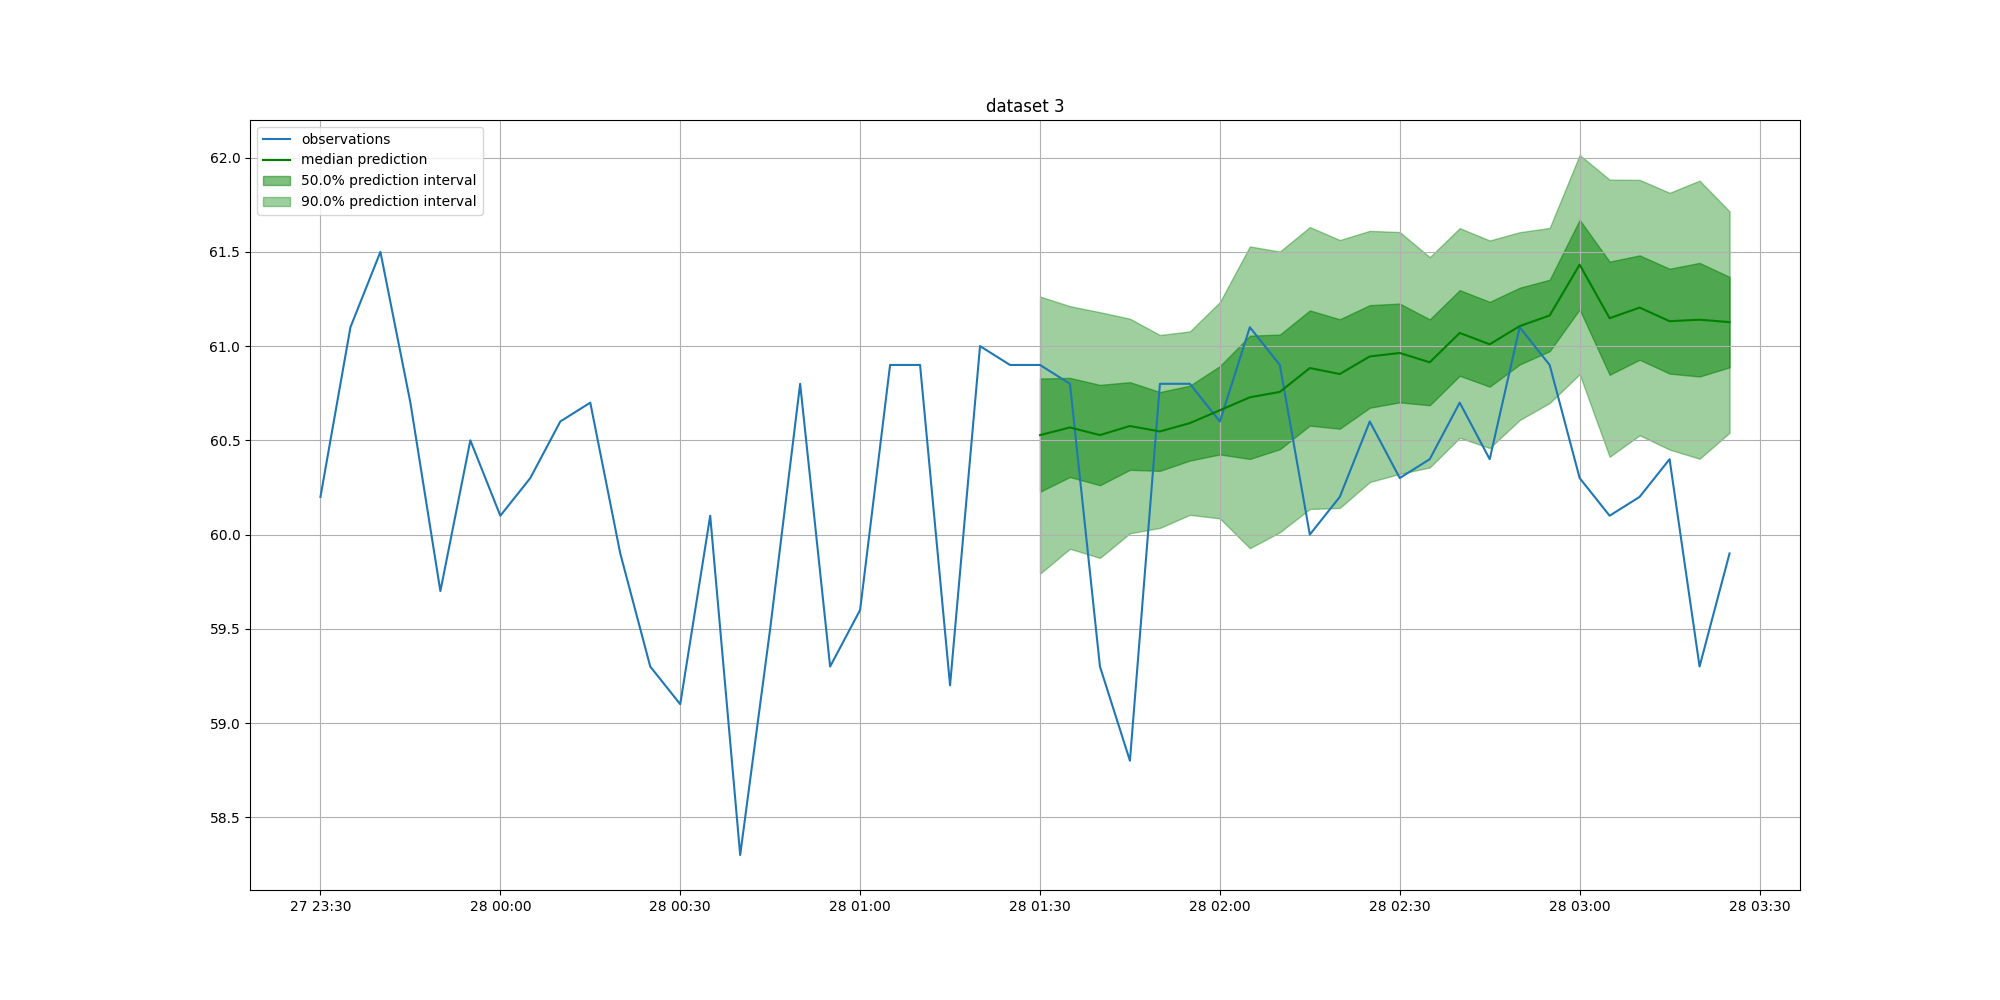 dataset 3
observations
median prediction
50.0% prediction interval
90.0% prediction interval
62.0
61.5
61.0
60.5
60.0
59.5
59.0
58.5
27 23:30 28 00:00 28 00:30 28 01:00 28 01:30 28 02:00 28 02:30 28 03:00 28 03:30